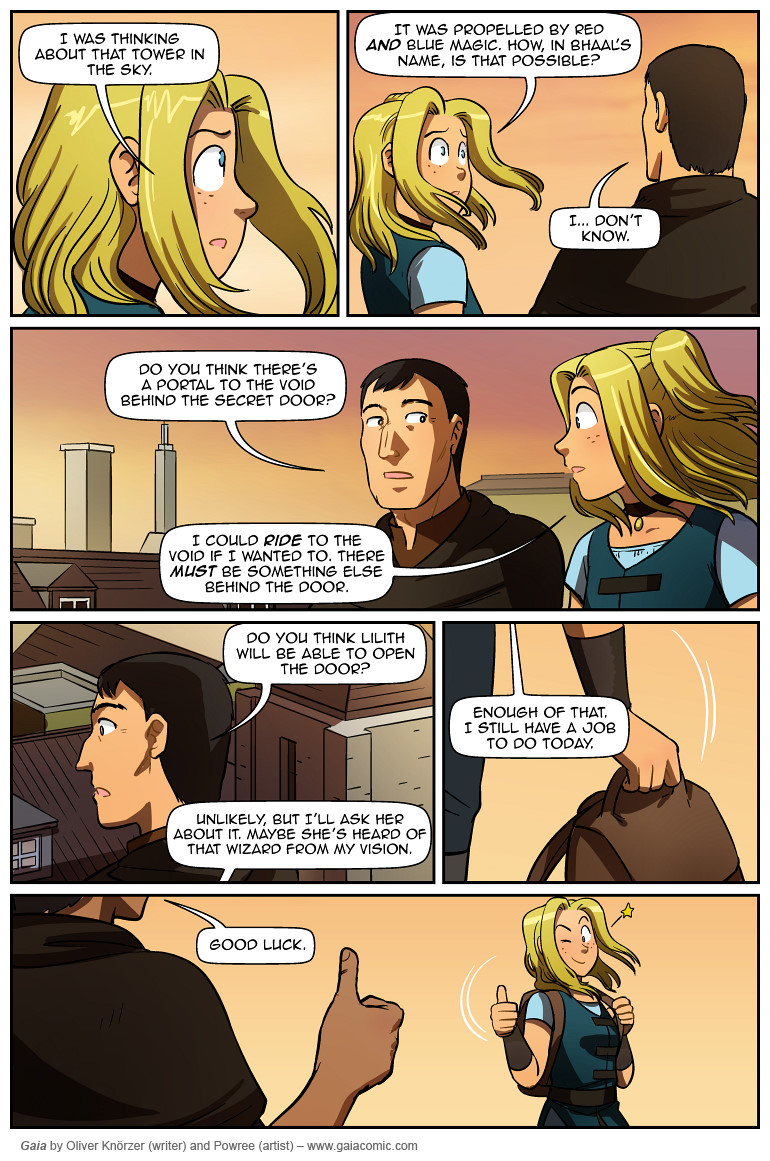 I WAS THINKING
ABOUT THAT TOWER IN
THE SKY.
IT WAS PROPELLED BY RED
AND BLUE MAGIC. HOW, IN BHAAL'S
NAME, IS THAT POSSIBLE?
I... DON'T
KNOW.
DO YOU THINK THERE'S
A PORTAL TO THE VOID
BEHIND THE SECRET DOOR?
I COULD RIDE TO THE
VOID IF I WANTED TO. THERE
MUST BE SOMETHING ELSE
BEHIND THE DOOR.
DO YOU THINK LILITH
WILL BE ABLE TO OPEN
THE DOOR?
UNLIKELY, BUT I'LL ASK HER
ABOUT IT. MAYBE SHE'S HEARD OF
THAT WIZARD FROM MY VISION.
ENOUGH OF THAT.
I STILL HAVE A JOB
TO DO TODAY.
GOOD LUCK.
Gaia by Oliver Knörzer (writer) and Powree (artist) – www.gaiacomic.com